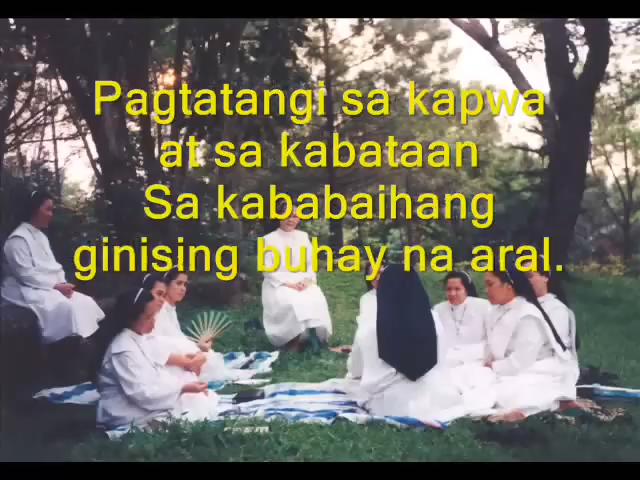 Pagtatangi sa kapwa
at sa kabataan
Sa kababaihang
ginising buhay na aral.